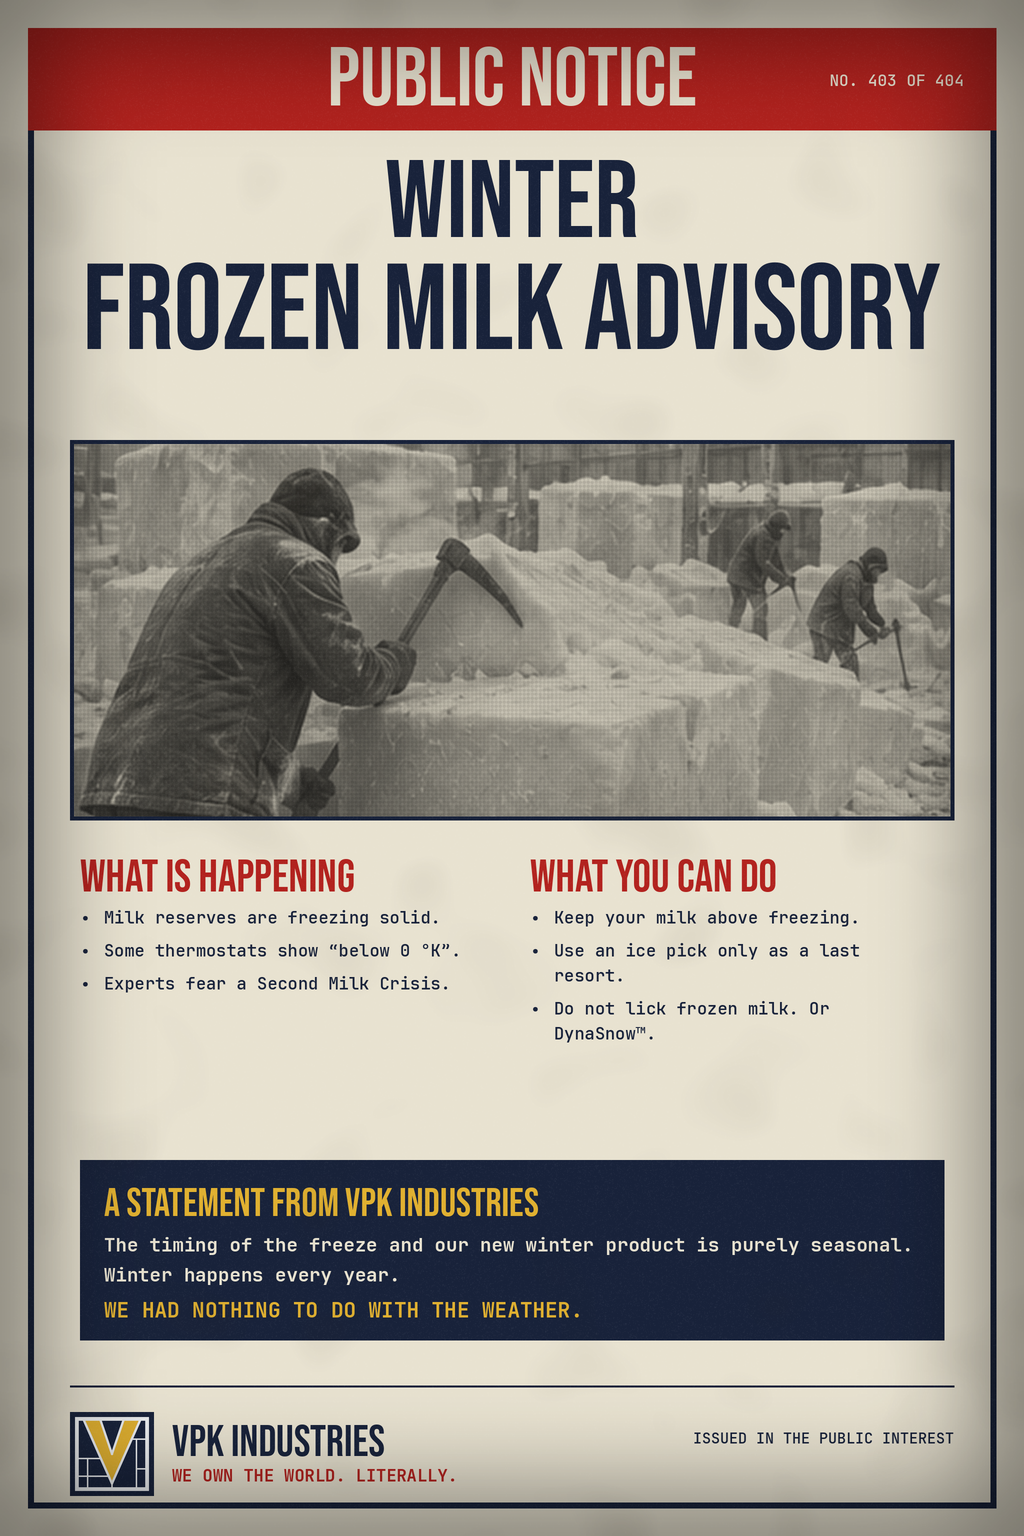 PUBLIC NOTICE
NO. 403 OF 404
WINTER
FROZEN MILK ADVISORY
WHAT IS HAPPENING
• Milk reserves are freezing solid.
• Some thermostats show “below 0 °K”.
• Experts fear a Second Milk Crisis.
WHAT YOU CAN DO
• Keep your milk above freezing.
• Use an ice pick only as a last
resort.
• Do not lick frozen milk. Or
DynaSnow™.
A STATEMENT FROM VPK INDUSTRIES
The timing of the freeze and our new winter product is purely seasonal.
Winter happens every year.
WE HAD NOTHING TO DO WITH THE WEATHER.
V
VPK INDUSTRIES
WE OWN THE WORLD. LITERALLY.
ISSUED IN THE PUBLIC INTEREST